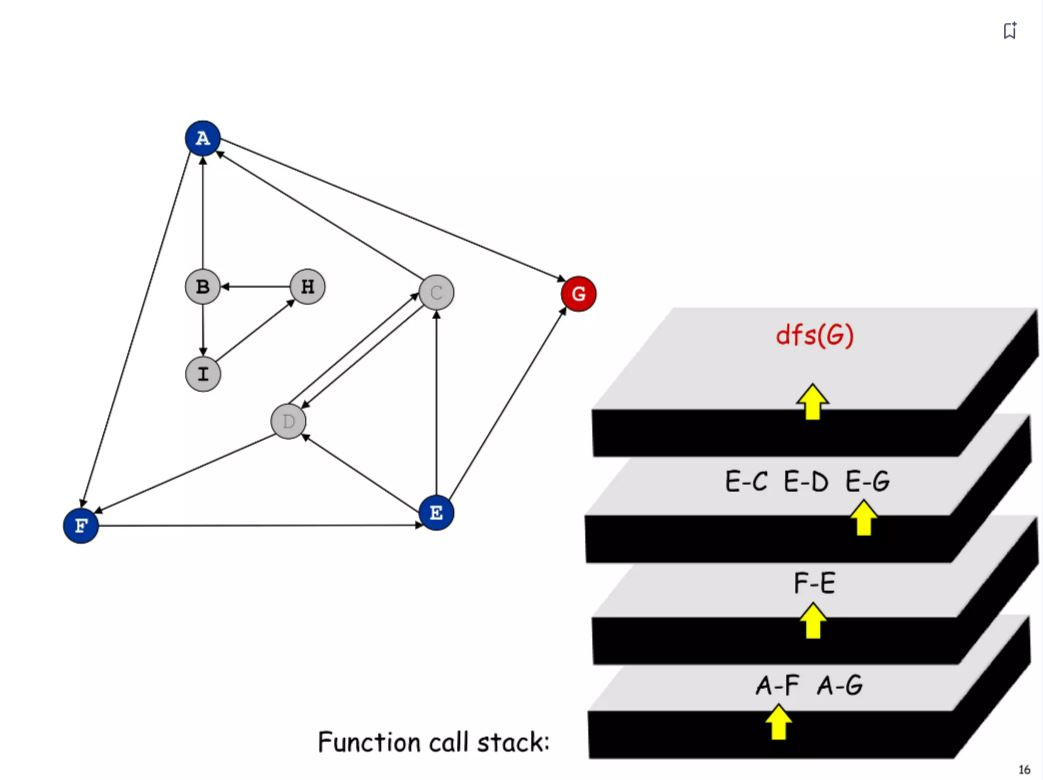 A
B H C G
I
D
E
F
dfs(G)
E-C E-D E-G
F-E
A-F A-G
Function call stack:
16